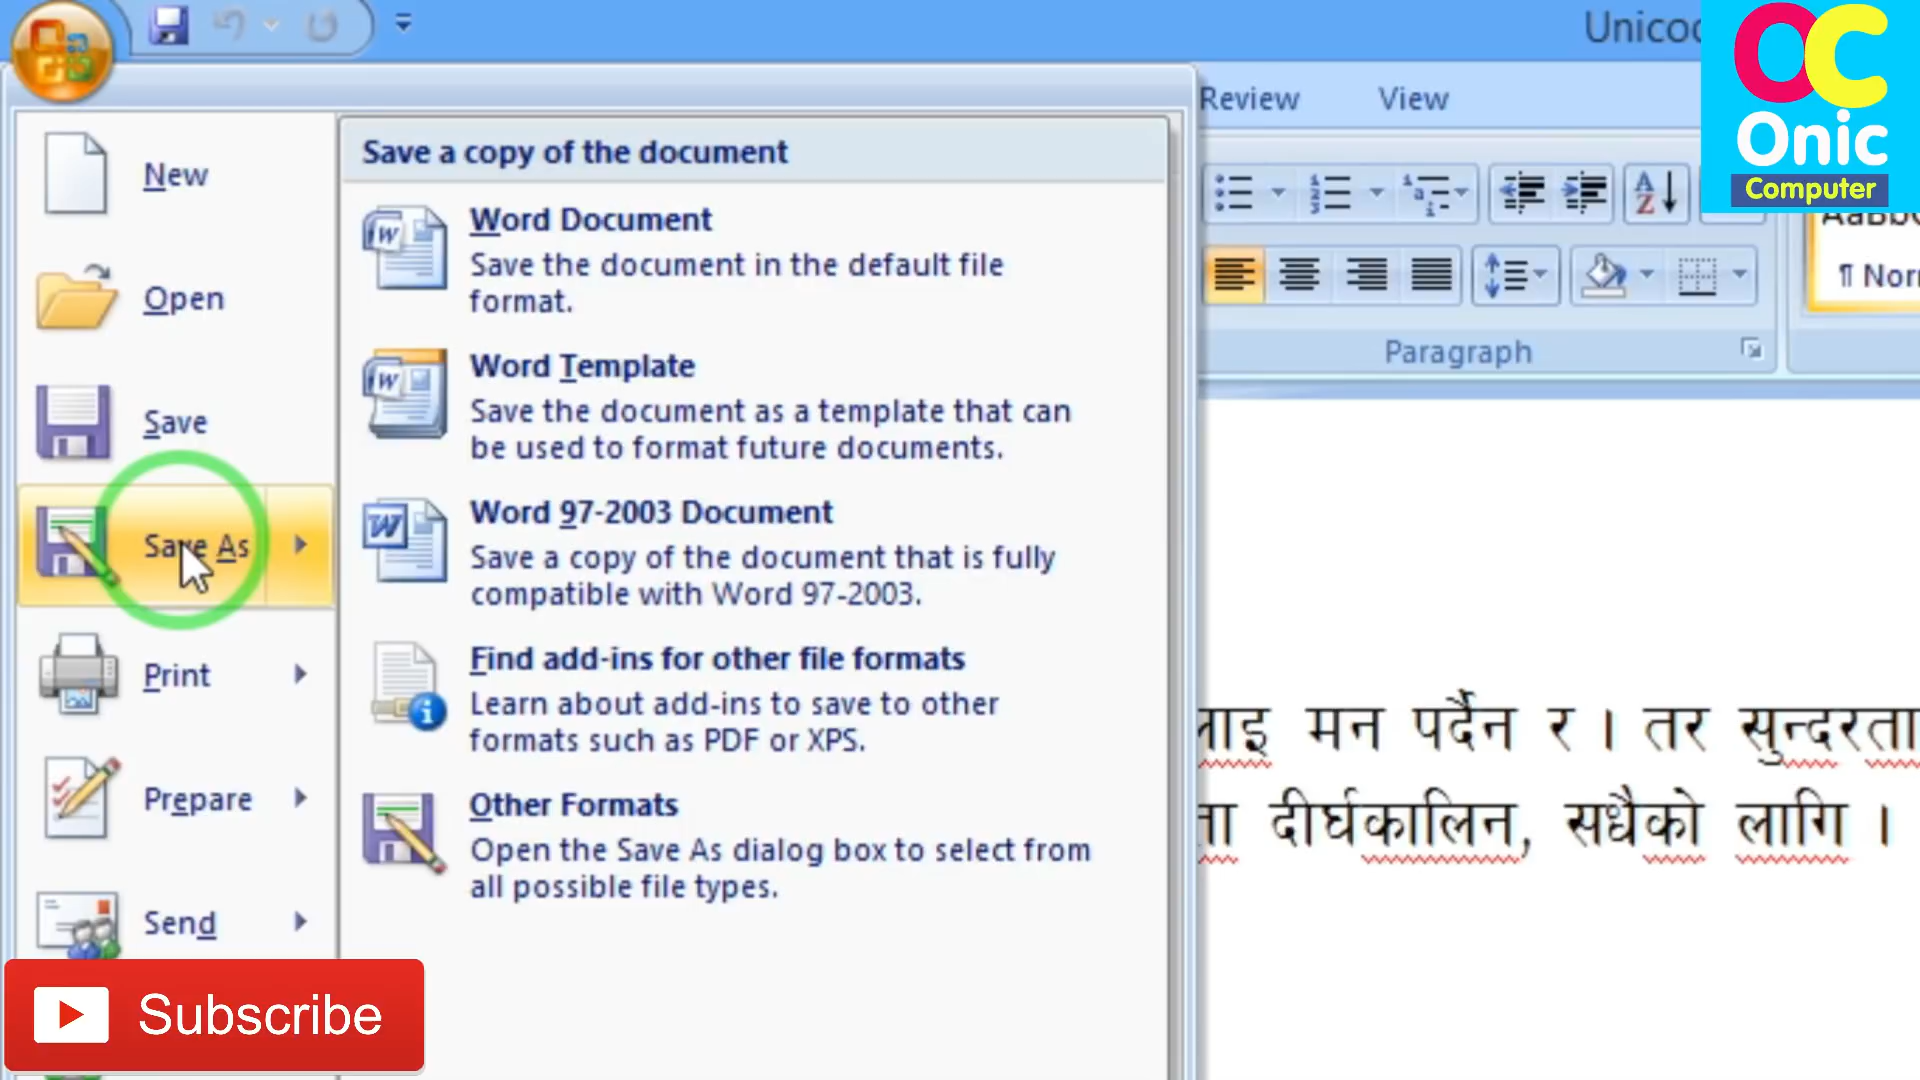 Unico
OC
Onic
Computer
Review
View
New
Open
Save
Save As
Print
Prepare
Send
Save a copy of the document
Word Document
Save the document in the default file
format.
Word Template
Save the document as a template that can
be used to format future documents.
Word 97-2003 Document
Save a copy of the document that is fully
compatible with Word 97-2003.
Find add-ins for other file formats
Learn about add-ins to save to other
formats such as PDF or XPS.
Other Formats
Open the Save As dialog box to select from
all possible file types.
¶ Nor
Paragraph
लाइ मन पर्दैन र । तर सुन्दरता
ता दीर्घकालिन, सधैको लागि ।
Subscribe